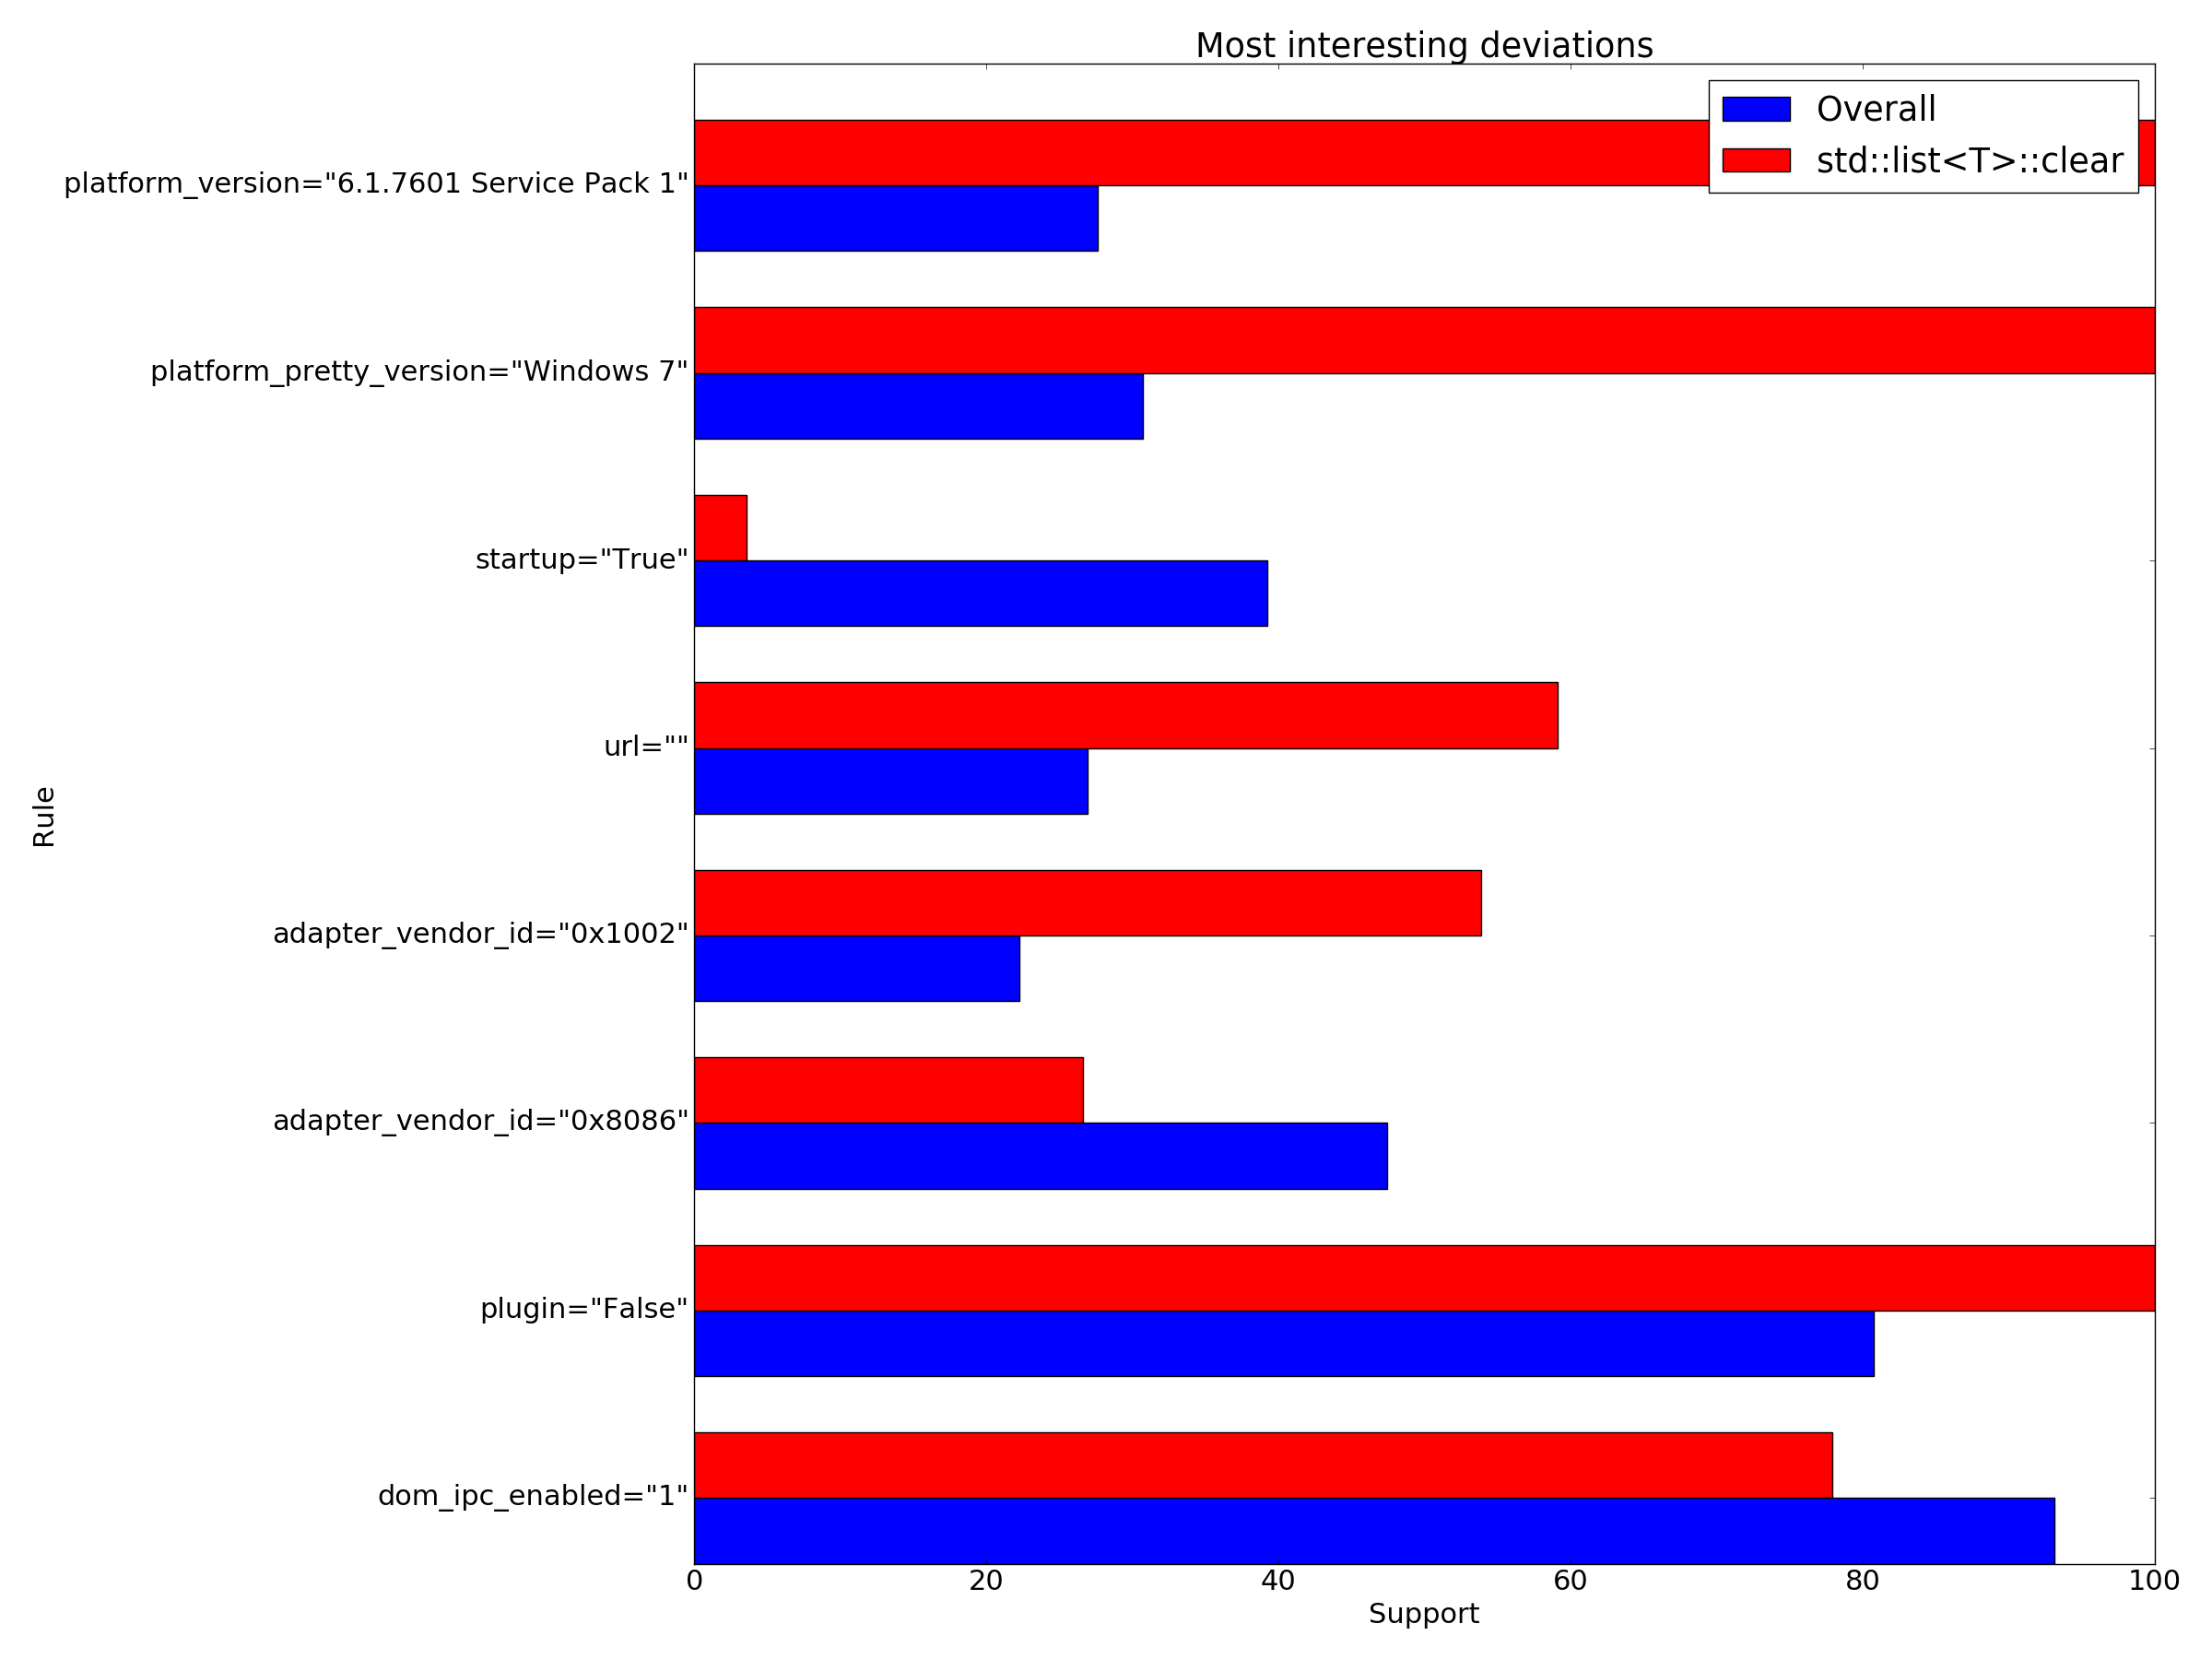 Most interesting deviations
Overall
std::list<T>::clear
platform_version="6.1.7601 Service Pack 1"
platform_pretty_version="Windows 7"
startup="True"
url=""
adapter_vendor_id="0x1002"
adapter_vendor_id="0x8086"
plugin="False"
dom_ipc_enabled="1"
Rule
0 20 40 60 80 100
Support